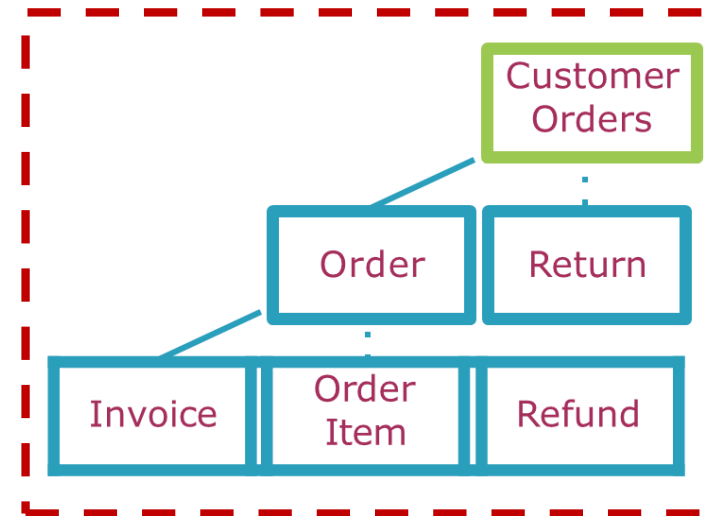 Customer
Orders
Order
Return
Invoice
Order
Item
Refund